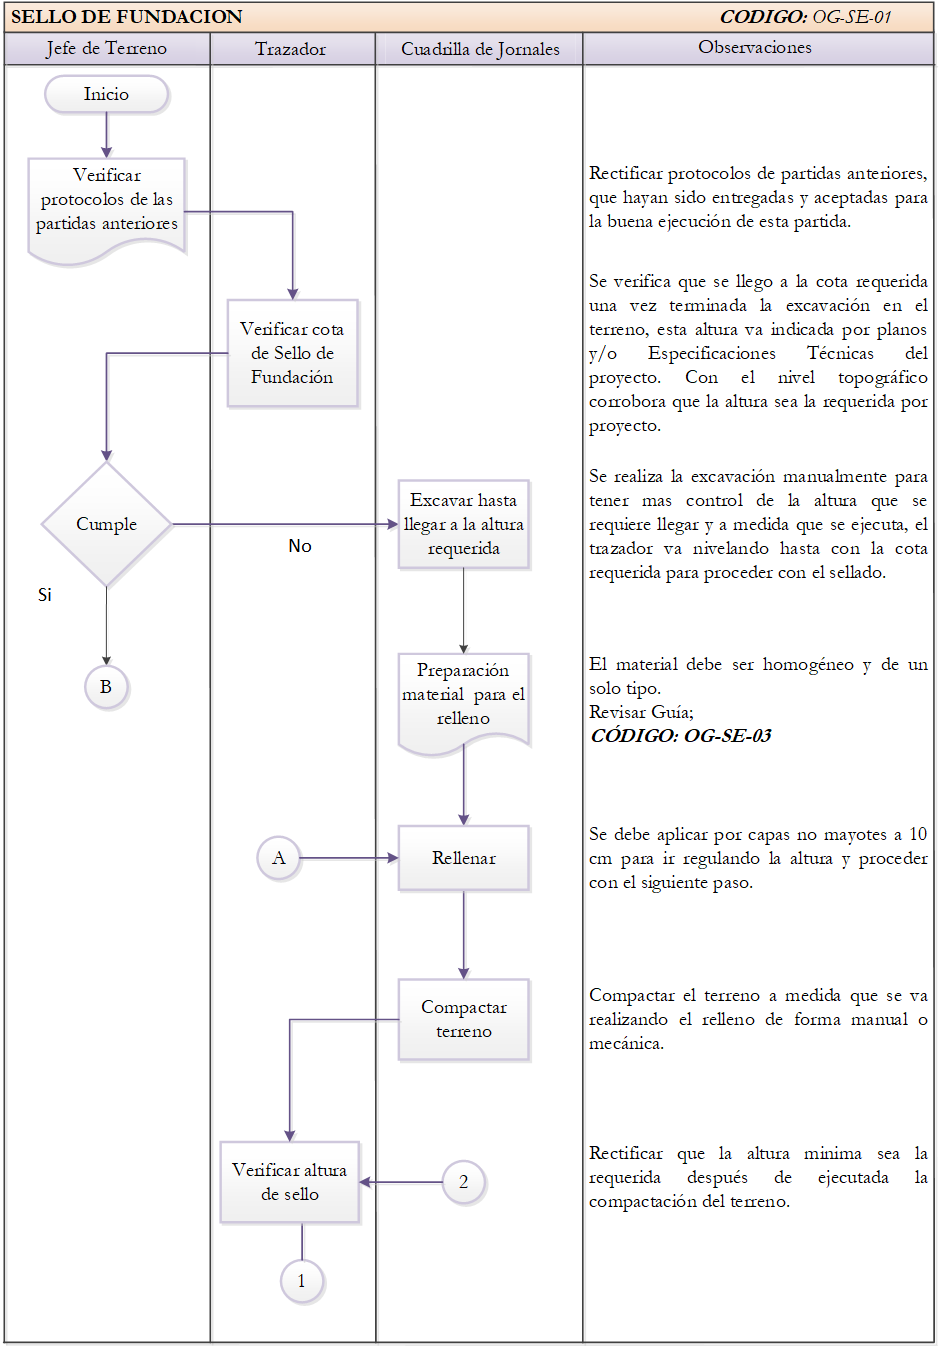 SELLO DE FUNDACION
CODIGO: OG-SE-01
Jefe de Terreno
Trazador
Cuadrilla de Jornales
Observaciones
Inicio
Verificar
protocolos de las
partidas anteriores
Rectificar protocolos de partidas anteriores,
que hayan sido entregadas y aceptadas para
la buena ejecución de esta partida.
Verificar cota
de Sello de
Fundación
Se verifica que se llego a la cota requerida
una vez terminada la excavación en el
terreno, esta altura va indicada por planos
y/o Especificaciones Técnicas del
proyecto. Con el nivel topográfico
corrobora que la altura sea la requerida por
proyecto.
Cumple
No
Si
Excavar hasta
llegar a la altura
requerida
Se realiza la excavación manualmente para
tener mas control de la altura que se
requiere llegar y a medida que se ejecuta, el
trazador va nivelando hasta con la cota
requerida para proceder con el sellado.
B
Preparación
material para el
relleno
El material debe ser homogéneo y de un
solo tipo.
Revisar Guía;
CÓDIGO: OG-SE-03
A
Rellenar
Se debe aplicar por capas no mayotes a 10
cm para ir regulando la altura y proceder
con el siguiente paso.
Compactar
terreno
Compactar el terreno a medida que se va
realizando el relleno de forma manual o
mecánica.
Verificar altura
de sello
2
Rectificar que la altura minima sea la
requerida después de ejecutada la
compactación del terreno.
1